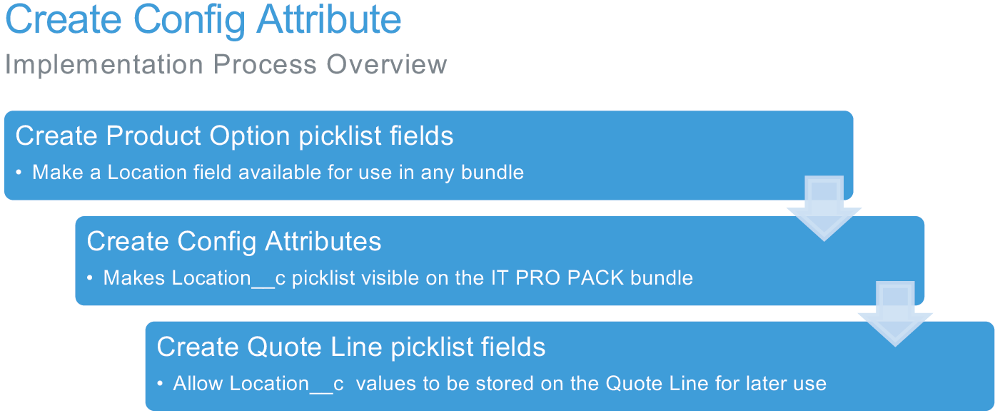 Create Config Attribute
Implementation Process Overview
Create Product Option picklist fields
• Make a Location field available for use in any bundle
Create Config Attributes
• Makes Location__c picklist visible on the IT PRO PACK bundle
Create Quote Line picklist fields
• Allow Location__c  values to be stored on the Quote Line for later use